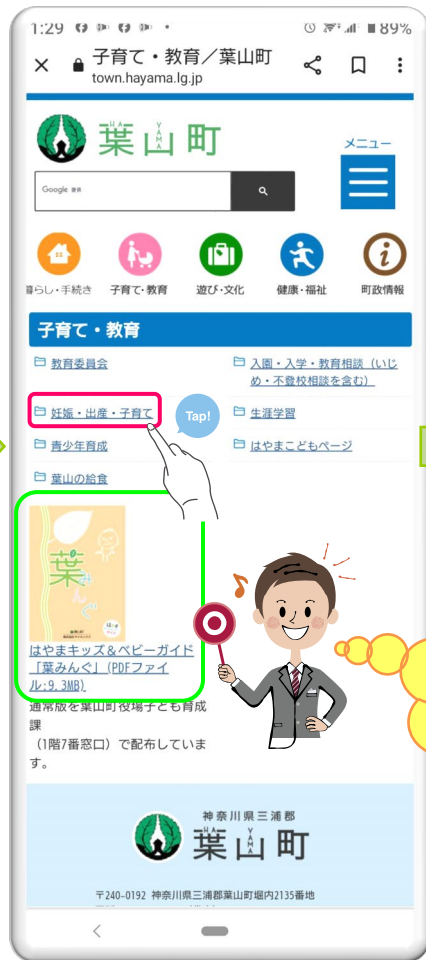 1:29
89%
子育て・教育／葉山町
town.hayama.lg.jp
HA YAMA
葉山町
メニュー
Google 提供
暮らし・手続き
子育て・教育
遊び・文化
健康・福祉
町政情報
子育て・教育
教育委員会
入園・入学・教育相談（いじめ・不登校相談を含む）
妊娠・出産・子育て
Tap!
生涯学習
青少年育成
はやまこどもページ
葉山の給食
葉みんぐ
はやまキッズ＆ベビーガイド
「葉みんぐ」(PDFファイ
ル:9.3MB)
通常版を葉山町役場子ども育成
課
（1階7番窓口）で配布していま
す。
神奈川県三浦郡
HA YAMA
葉山町
〒240-0192 神奈川県三浦郡葉山町堀内2135番地